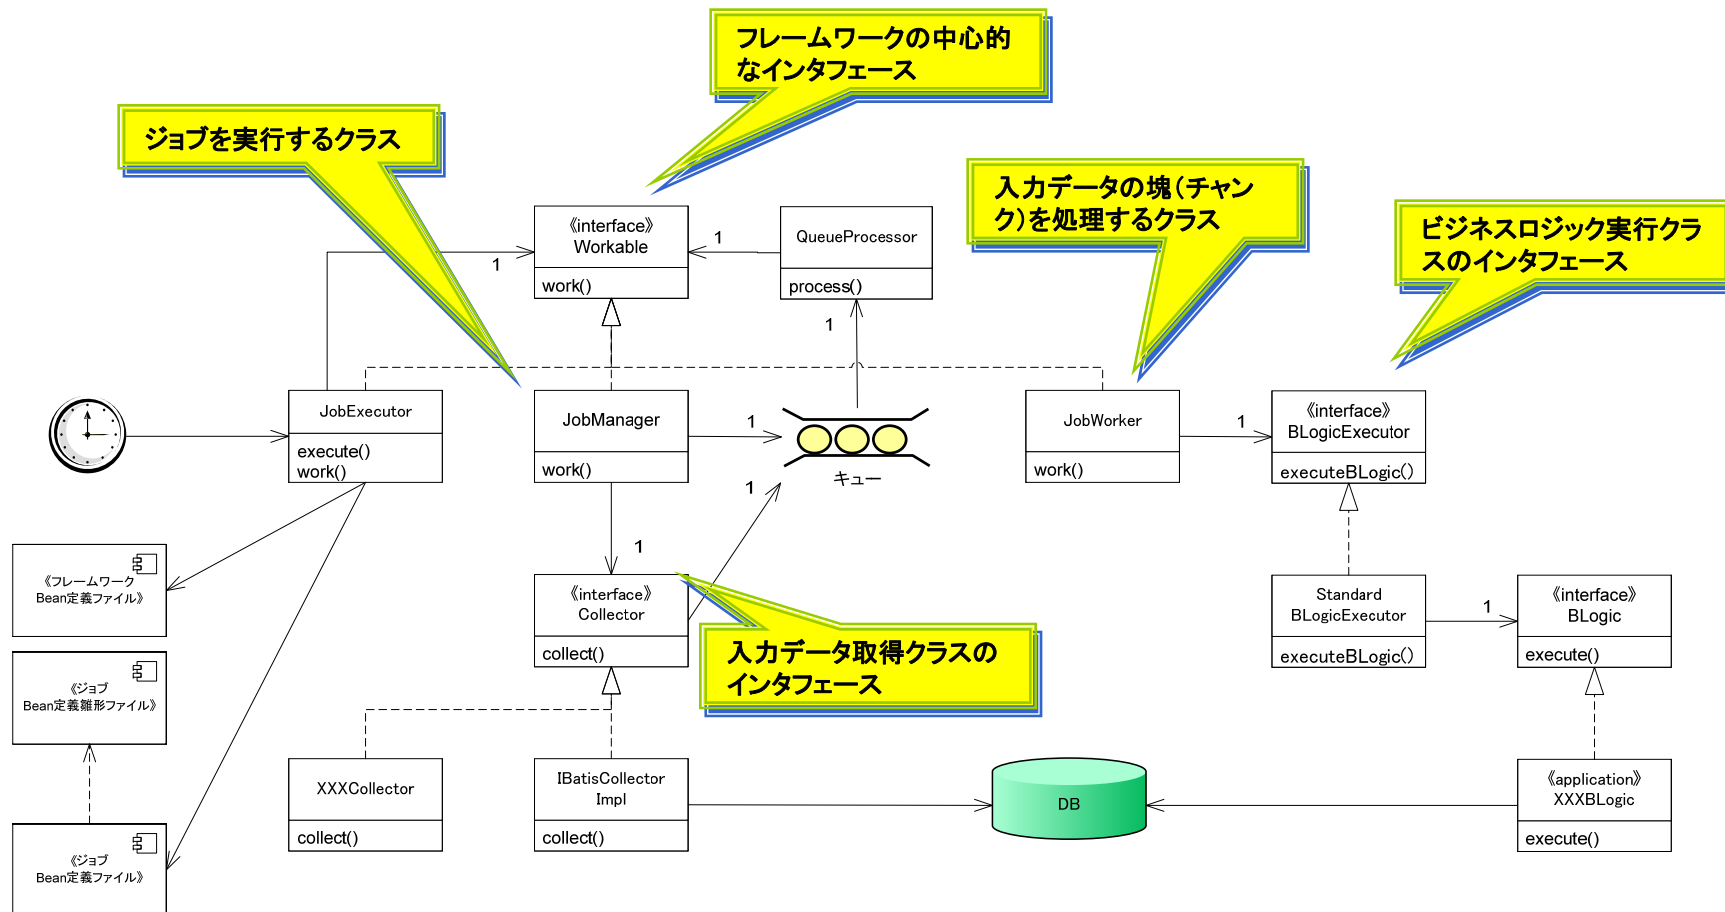 フレームワークの中心的
なインタフェース
ジョブを実行するクラス
入力データの塊(チャン
ク)を処理するクラス
ビジネスロジック実行クラ
スのインタフェース
《interface》
Workable
work()
1
1
QueueProcessor
process()
1
JobExecutor
execute()
work()
JobManager
work()
1
キュー
1
JobWorker
work()
1
《interface》
BLogicExecutor
executeBLogic()
《フレームワーク
Bean定義ファイル》
1
《interface》
Collector
collect()
入力データ取得クラスの
インタフェース
Standard
BLogicExecutor
executeBLogic()
1
《interface》
BLogic
execute()
《ジョブ
Bean定義雛形ファイル》
XXXCollector
collect()
IBatisCollector
Impl
collect()
DB
《application》
XXXBLogic
execute()
《ジョブ
Bean定義ファイル》